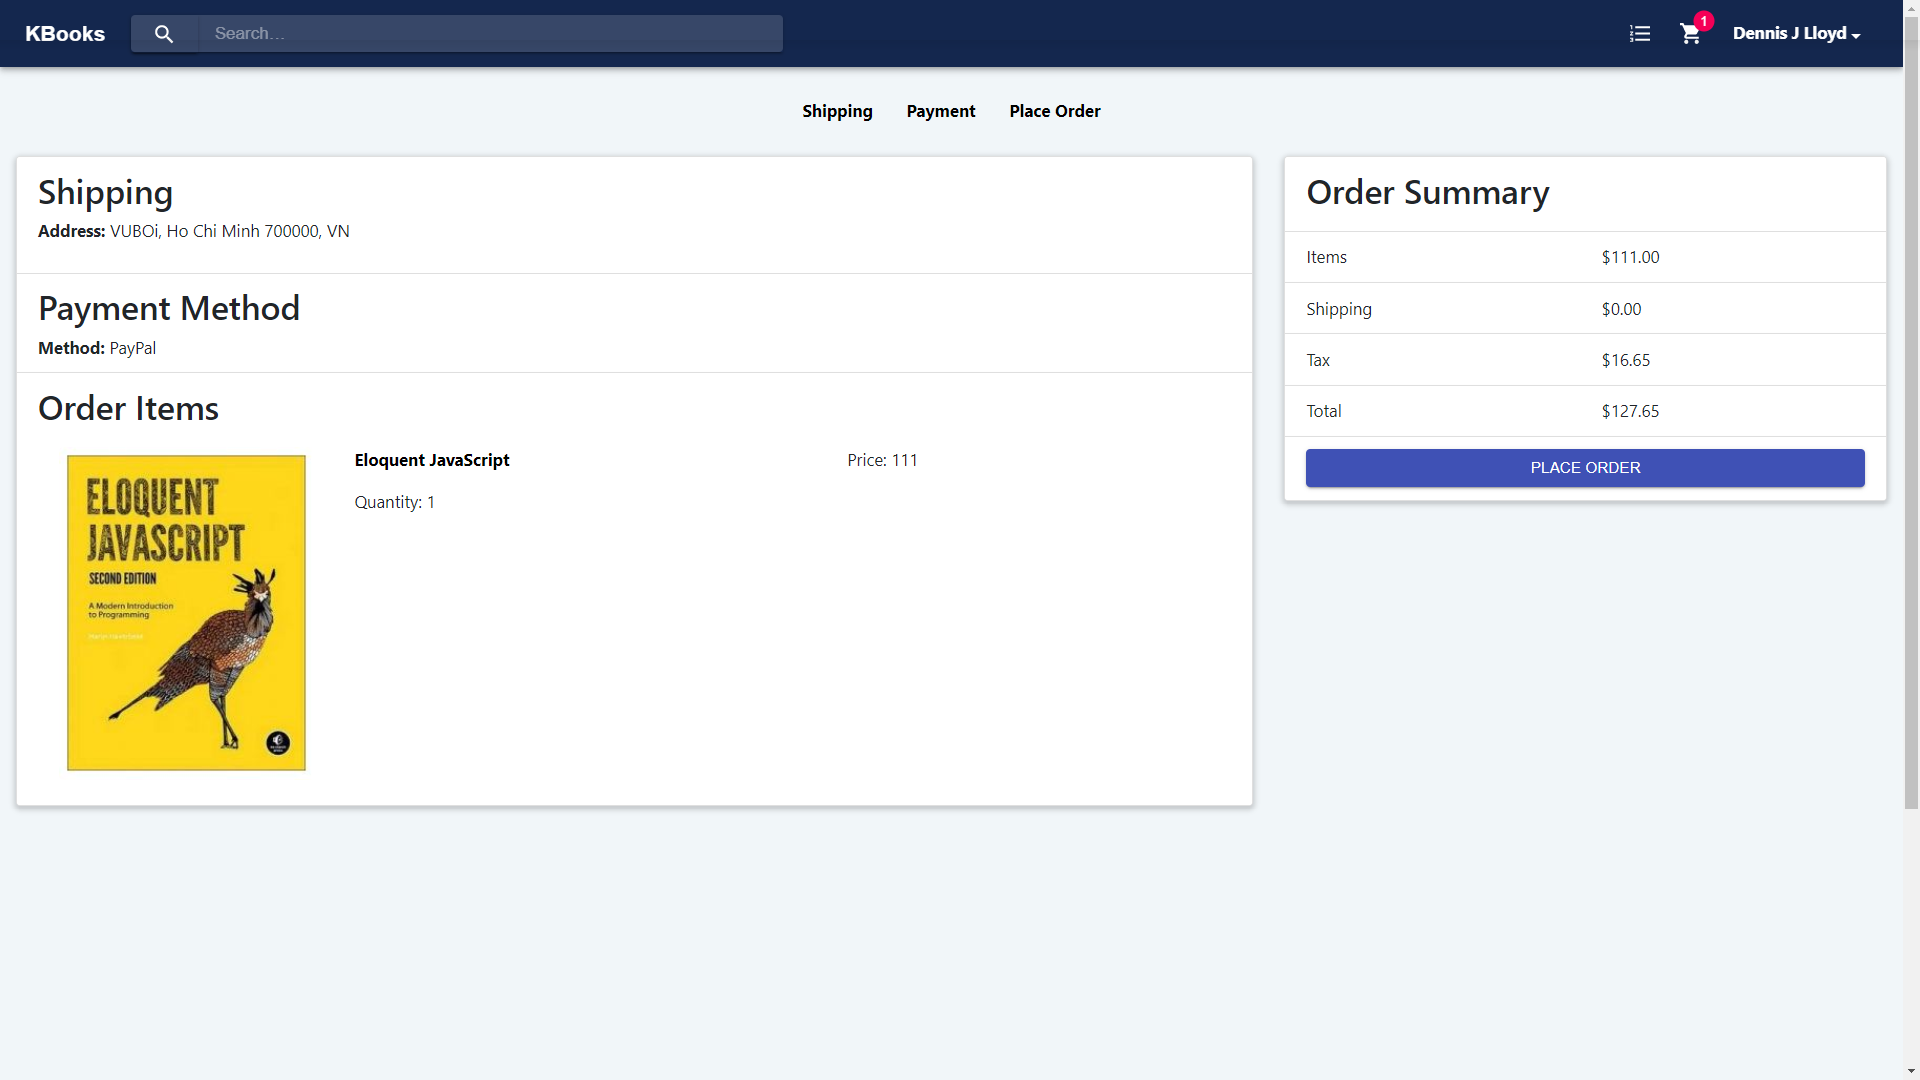 KBooks
Search...
1
Dennis J Lloyd
Shipping
Payment
Place Order
Shipping
Address: VUBOi, Ho Chi Minh 700000, VN
Payment Method
Method: PayPal
Order Items
ELOQUENT
JAVASCRIPT
SECOND EDITION
A Modern Introduction
to Programming
Eloquent JavaScript
Price: 111
Quantity: 1
Order Summary
Items $111.00
Shipping $0.00
Tax $16.65
Total $127.65
PLACE ORDER